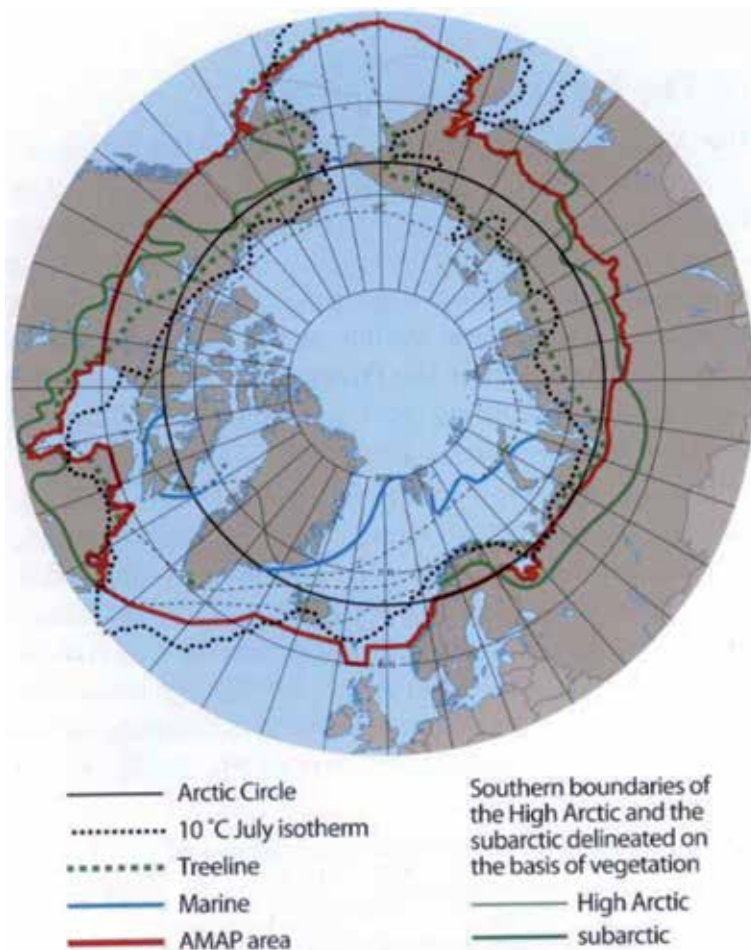 Arctic Circle
10 °C July isotherm
Treeline
Marine
AMAP area
Southern boundaries of
the High Arctic and the
subarctic delineated on
the basis of vegetation
High Arctic
subarctic